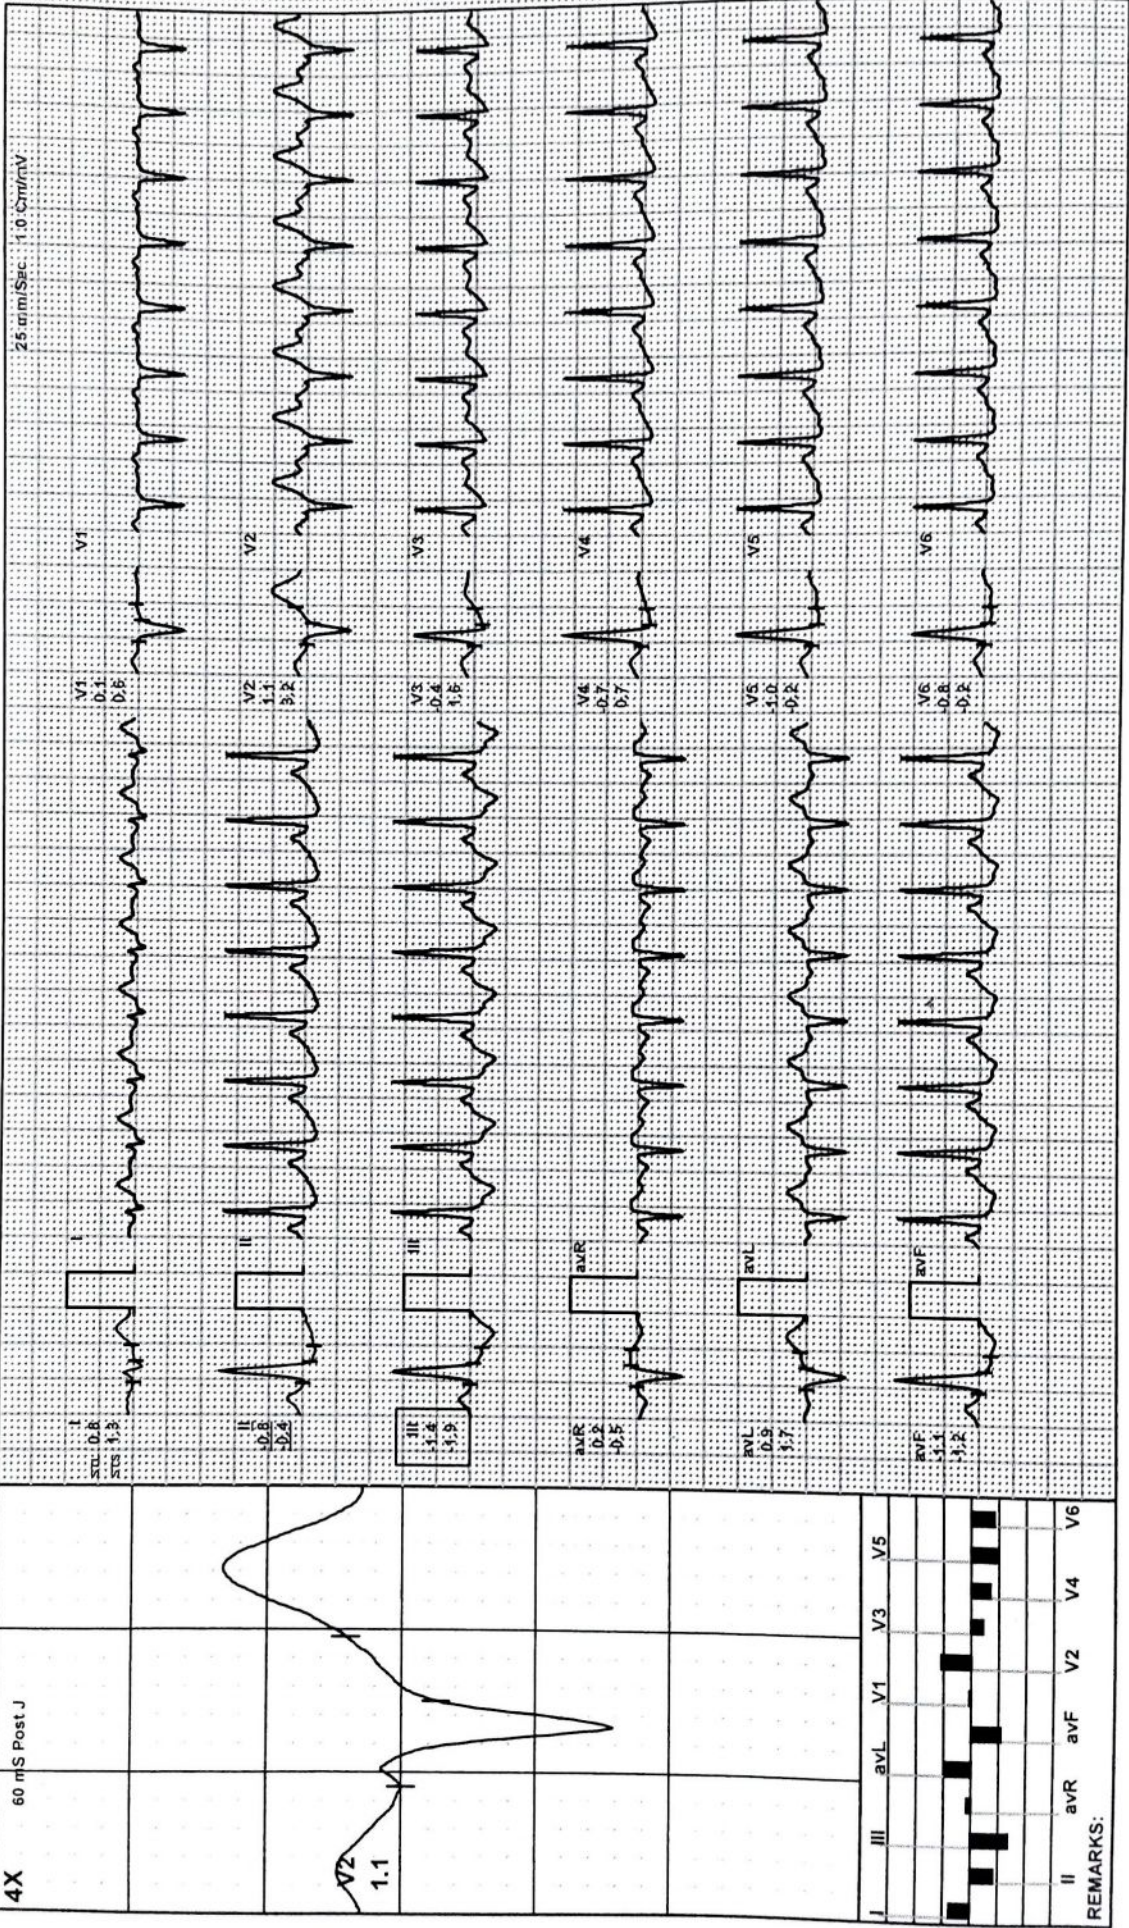 4X
60 mS Post J
25 mm/Sec 1.0 Cm/mV
V2
1.1
I
STL 0.8
STS 1.3
I
V1
0.1
0.6
V1
II
-0.8
-0.4
II
V2
1.1
3.2
V2
III
-1.4
-1.9
III
V3
-0.4
1.6
V3
avR
0.2
-0.5
avR
V4
-0.7
0.7
V4
avL
0.9
1.7
avL
V5
-1.0
-0.2
V5
avF
-1.1
-1.2
avF
V6
-0.8
-0.2
V6
III avL V1 V3 V5
I II avR avF V2 V4 V6
REMARKS: